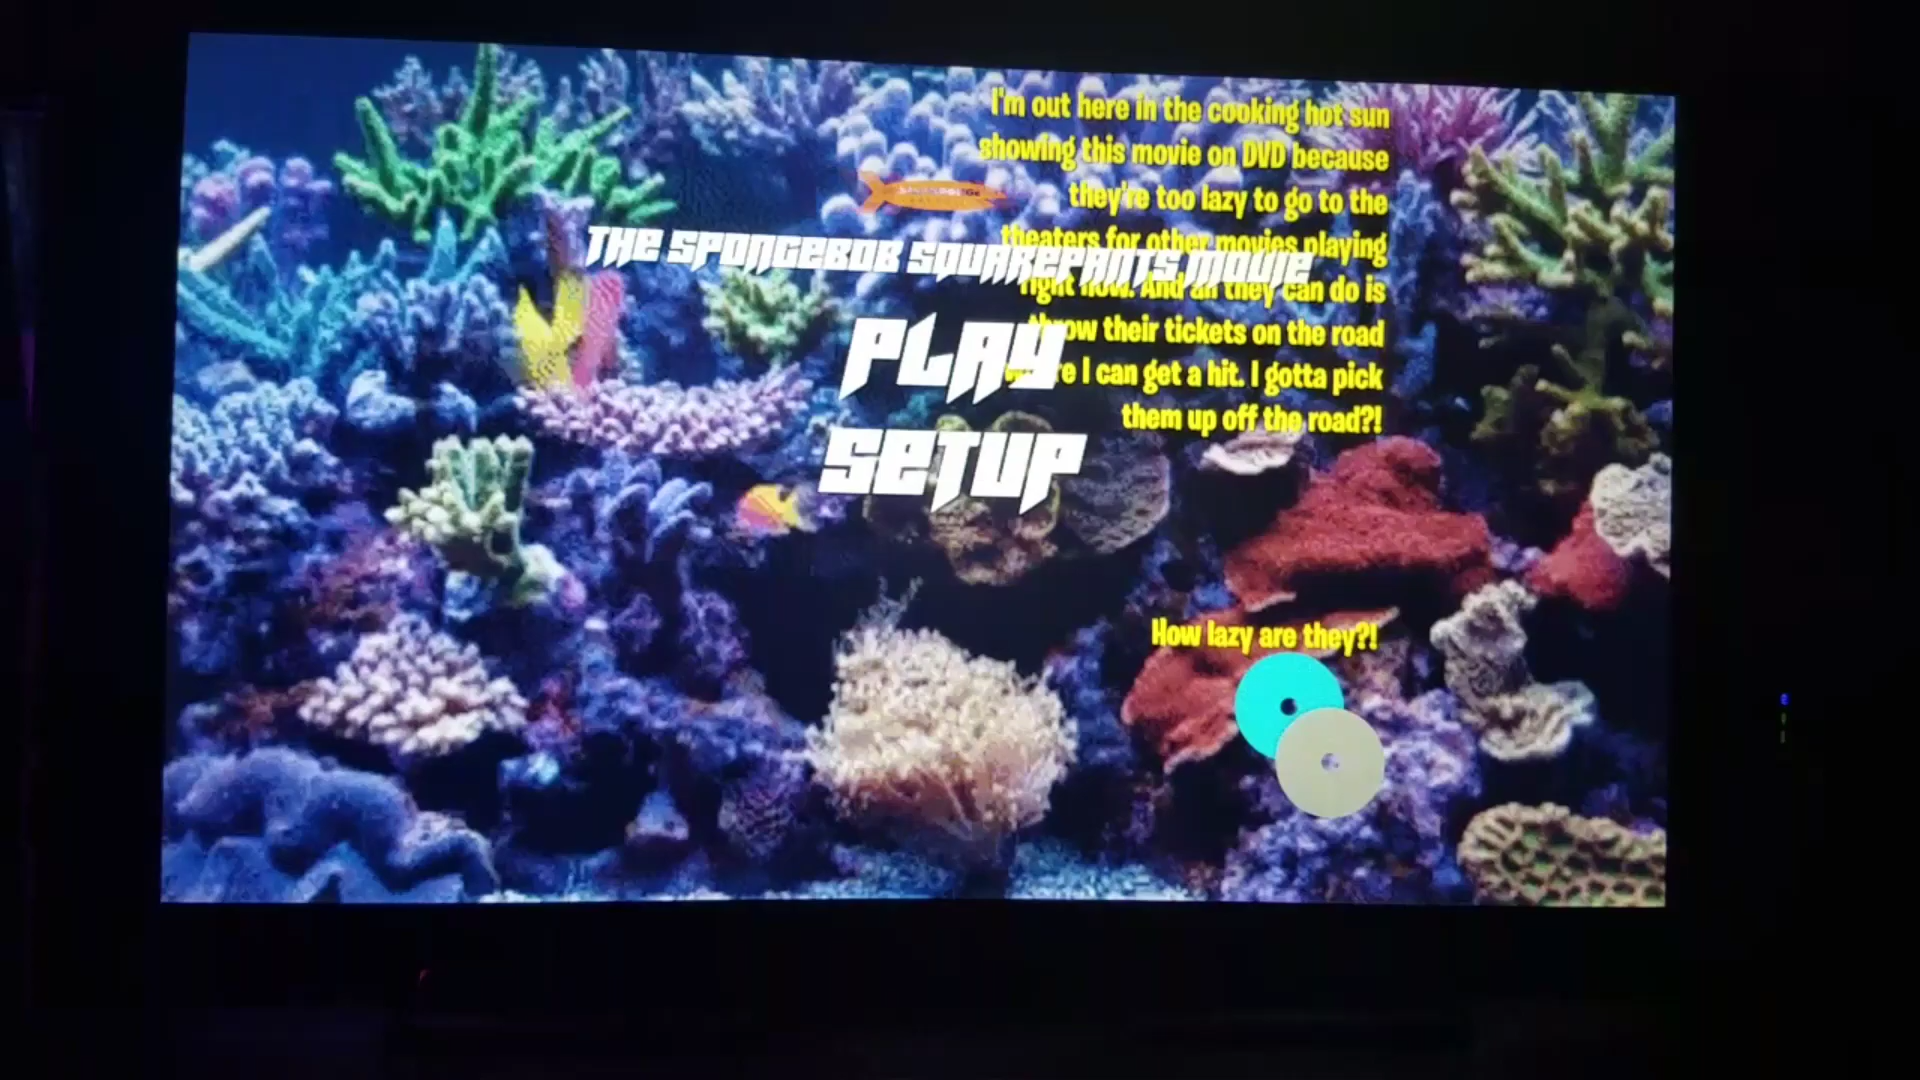 I'm out here in the cooking hot sun
showing this movie on DVD because
they're too lazy to go to the
theaters for other movies playing
THE SPONGEBOB SQUAREPANTS MOVIE
right now. And all they can do is
throw their tickets on the road
PLAY
I can get a hit. I gotta pick
them up off the road?!
SETUP
How lazy are they?!